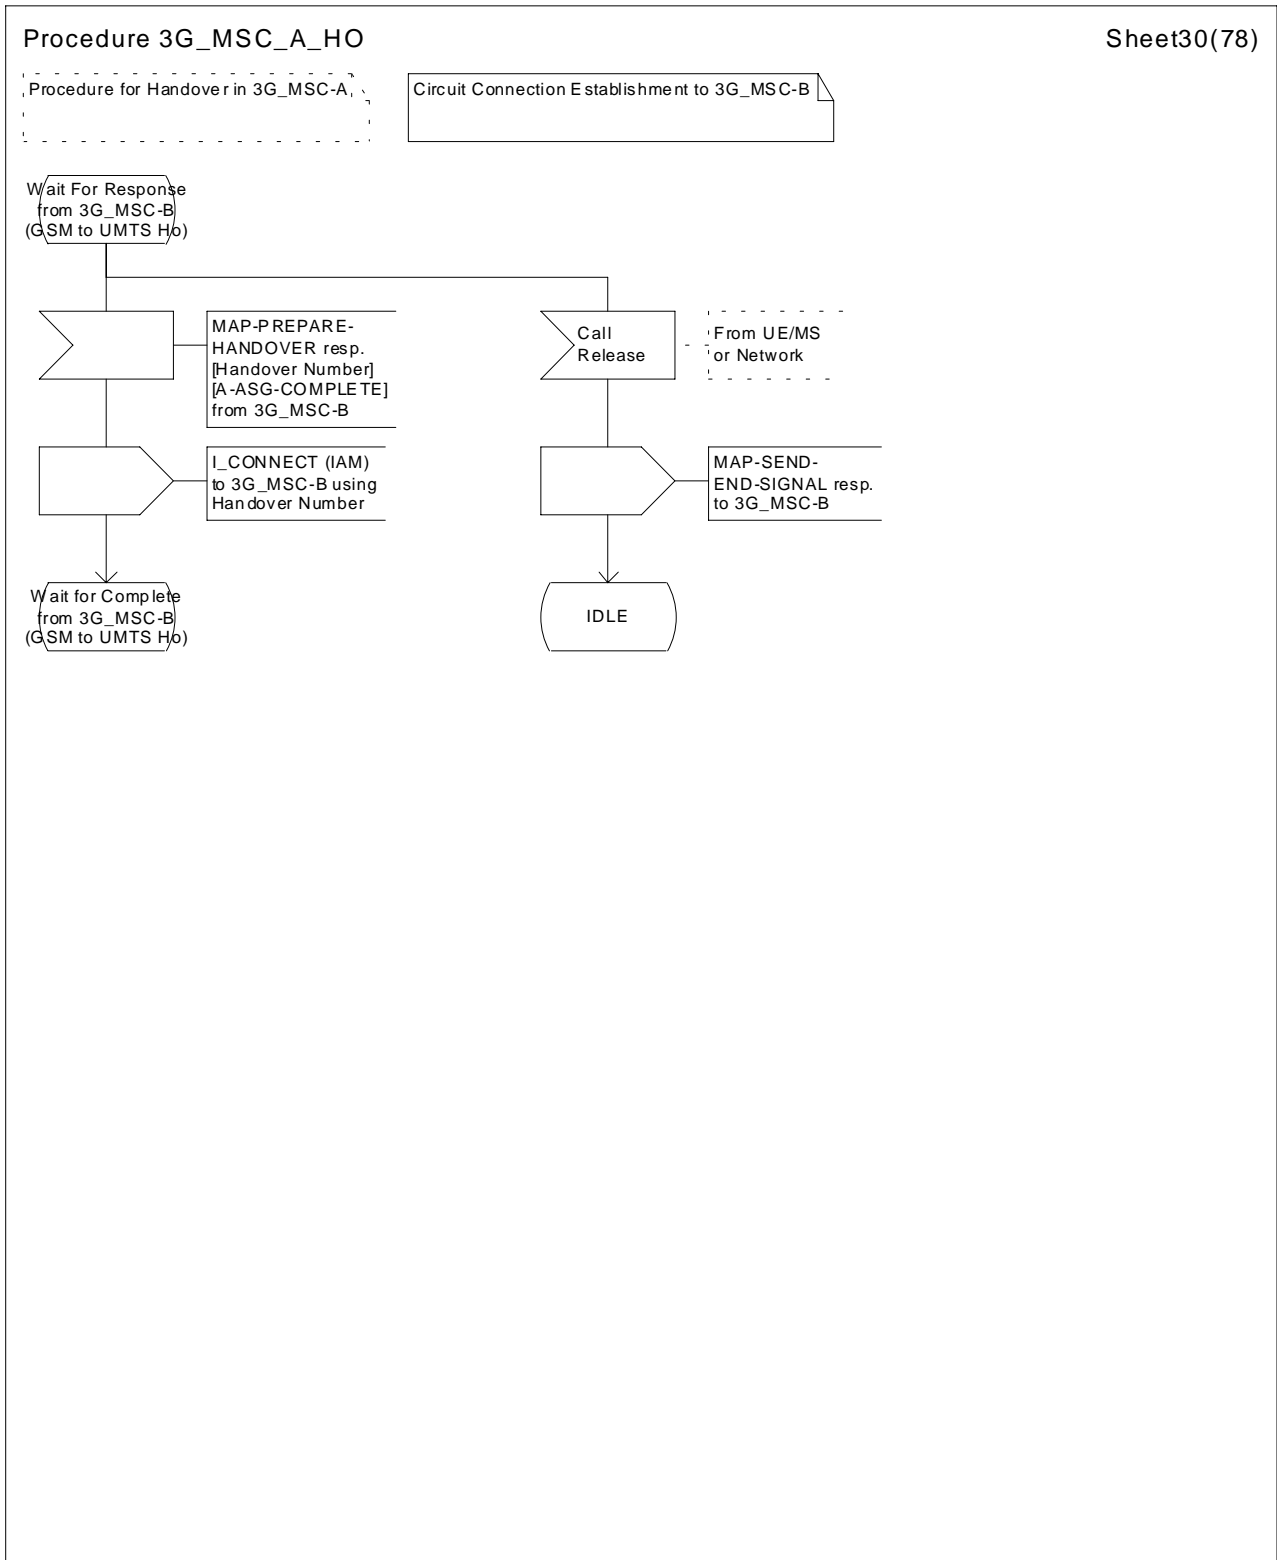 Procedure 3G_MSC_A_HO
Sheet30(78)
Procedure for Handover in 3G_MSC-A
Circuit Connection Establishment to 3G_MSC-B
Wait For Response
from 3G_MSC-B
(GSM to UMTS Ho)
MAP-PREPARE-
HANDOVER resp.
[Handover Number]
[A-ASG-COMPLETE]
from 3G_MSC-B
Call
Release
From UE/MS
or Network
I_CONNECT (IAM)
to 3G_MSC-B using
Handover Number
MAP-SEND-
END-SIGNAL resp.
to 3G_MSC-B
Wait for Complete
from 3G_MSC-B
(GSM to UMTS Ho)
IDLE